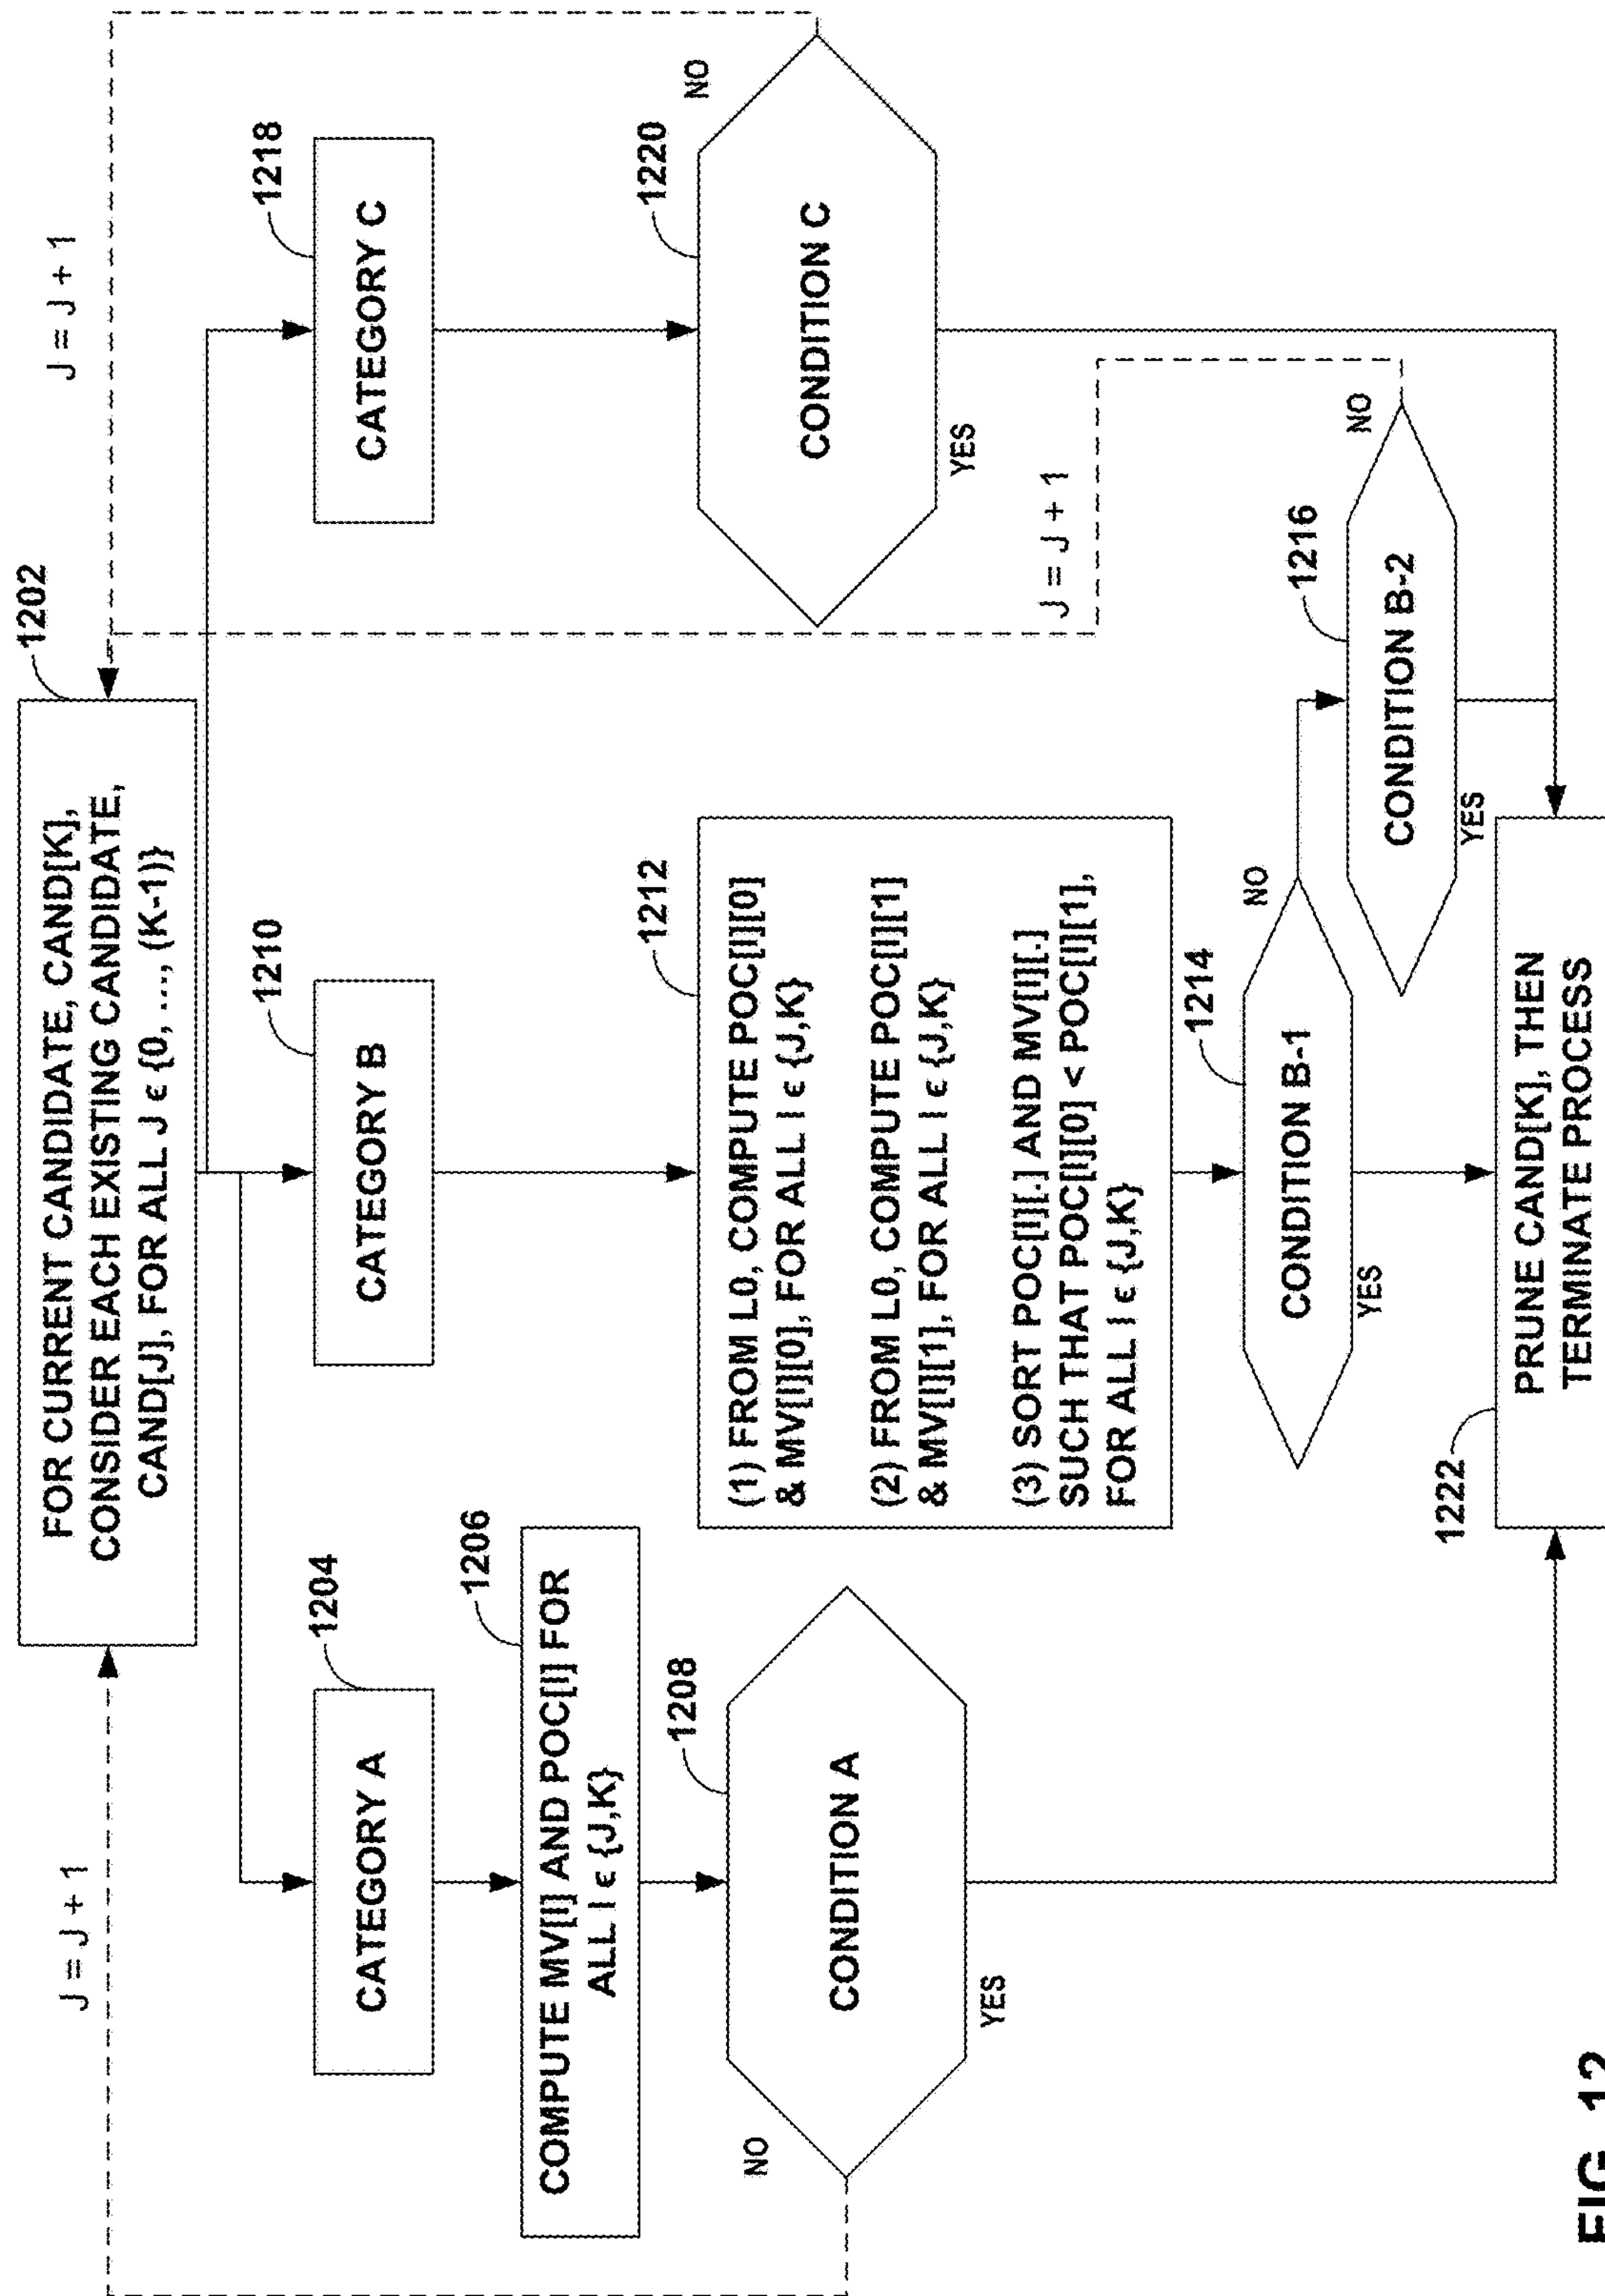 1202
FOR CURRENT CANDIDATE, CAND[K],
CONSIDER EACH EXISTING CANDIDATE,
CAND[J], FOR ALL J ϵ {0, ..., (K-1)}
J = J + 1
J = J + 1
1204
CATEGORY A
1206
COMPUTE MV[I] AND POC[I] FOR
ALL I ϵ {J,K}
1208
CONDITION A
NO
YES
1210
CATEGORY B
1212
(1) FROM L0, COMPUTE POC[I][0]
& MV[I][0], FOR ALL I ϵ {J,K}
(2) FROM L0, COMPUTE POC[I][1]
& MV[I][1], FOR ALL I ϵ {J,K}
(3) SORT POC[I][.] AND MV[I][.]
SUCH THAT POC[I][0] < POC[I][1],
FOR ALL I ϵ {J,K}
1214
CONDITION B-1
NO
YES
1216
CONDITION B-2
NO
YES
J = J + 1
1218
CATEGORY C
1220
CONDITION C
NO
YES
1222
PRUNE CAND[K], THEN
TERMINATE PROCESS
FIG. 12